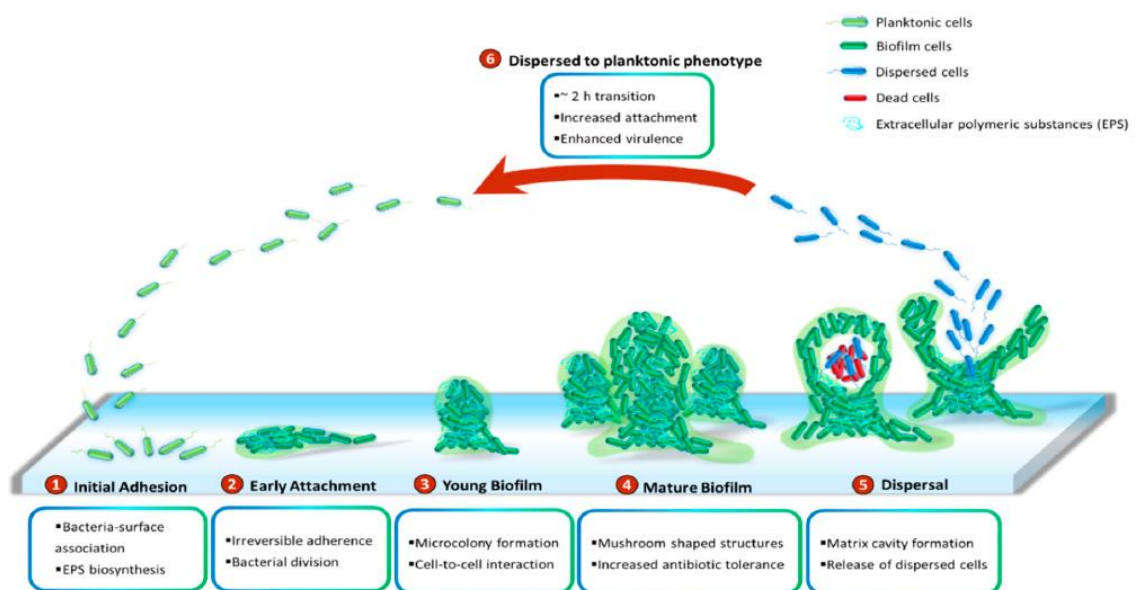 Planktonic cells
Biofilm cells
Dispersed cells
Dead cells
Extracellular polymeric substances (EPS)
6 Dispersed to planktonic phenotype
▪~ 2 h transition
▪Increased attachment
▪Enhanced virulence
1 Initial Adhesion
▪Bacteria-surface
association
▪EPS biosynthesis
2 Early Attachment
▪Irreversible adherence
▪Bacterial division
3 Young Biofilm
▪Microcolony formation
▪Cell-to-cell interaction
4 Mature Biofilm
▪Mushroom shaped structures
▪Increased antibiotic tolerance
5 Dispersal
▪Matrix cavity formation
▪Release of dispersed cells